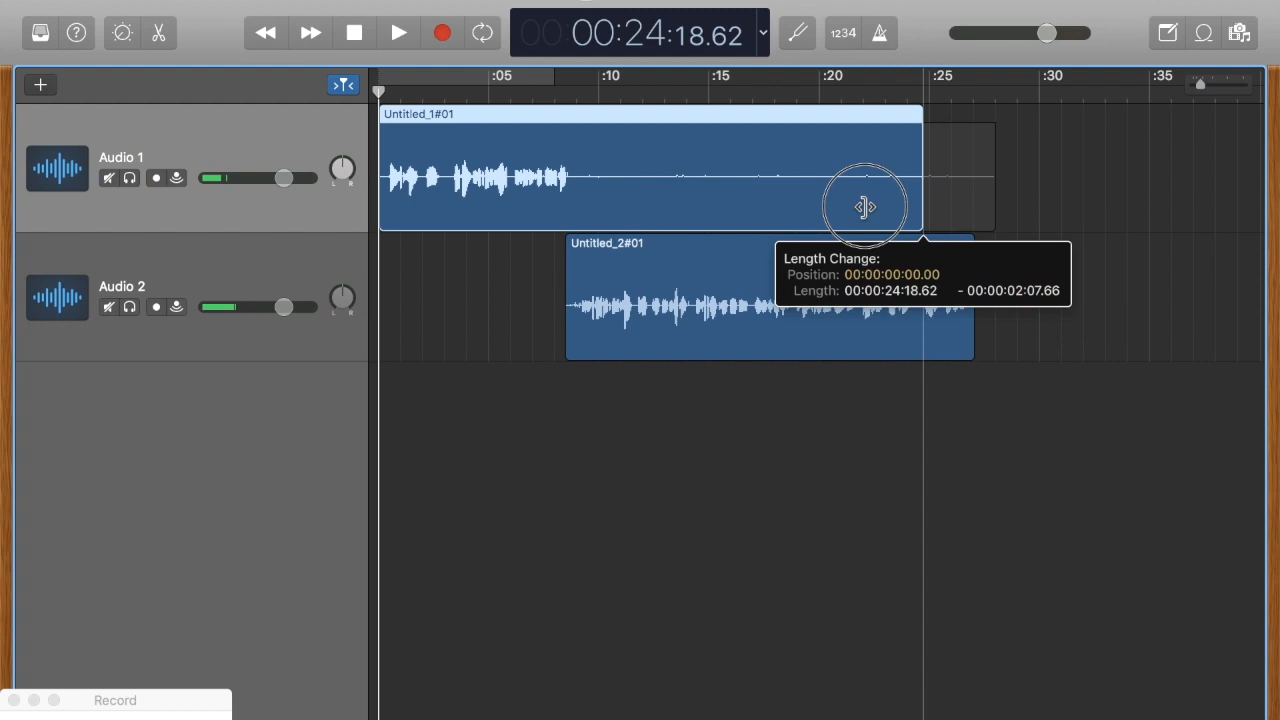 00 00:24:18.62
1234
:05 :10 :15 :20 :25 :30 :35
Untitled_1#01
Audio 1
L R
Untitled_2#01
Length Change:
Position: 00:00:00:00.00
Length: 00:00:24:18.62 - 00:00:02:07.66
Audio 2
L R
Record